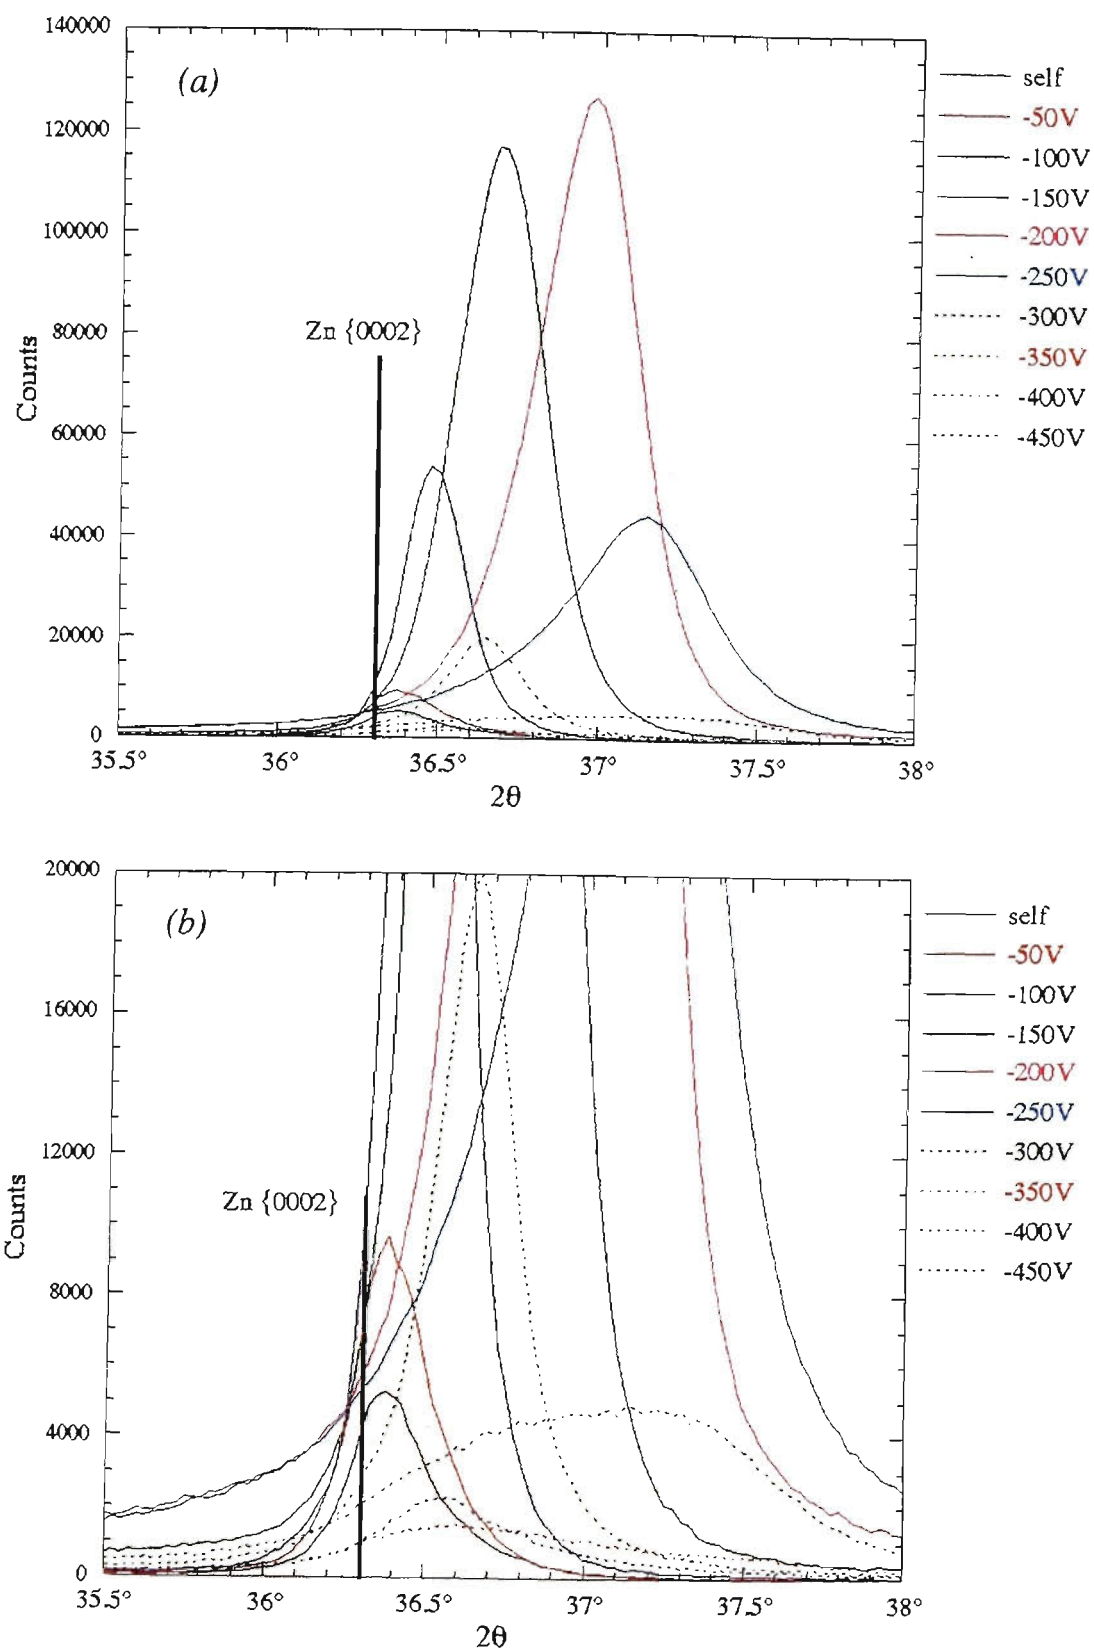 (a)
140000
120000
100000
80000
60000
40000
20000
0
Counts
Zn {0002}
35.5°
36°
36.5°
37°
37.5°
38°
2θ
self
-50V
-100V
-150V
-200V
-250V
-300V
-350V
-400V
-450V
(b)
20000
16000
12000
8000
4000
0
Counts
Zn {0002}
35.5°
36°
36.5°
37°
37.5°
38°
2θ
self
-50V
-100V
-150V
-200V
-250V
-300V
-350V
-400V
-450V